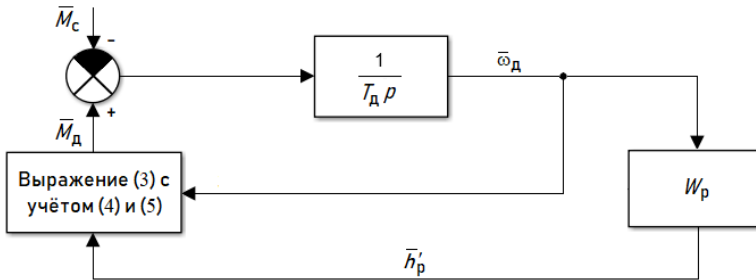 M̅с
-
1
Tд p
ω̅д
+
M̅д
Выражение (3) с
учётом (4) и (5)
Wр
h̅′р